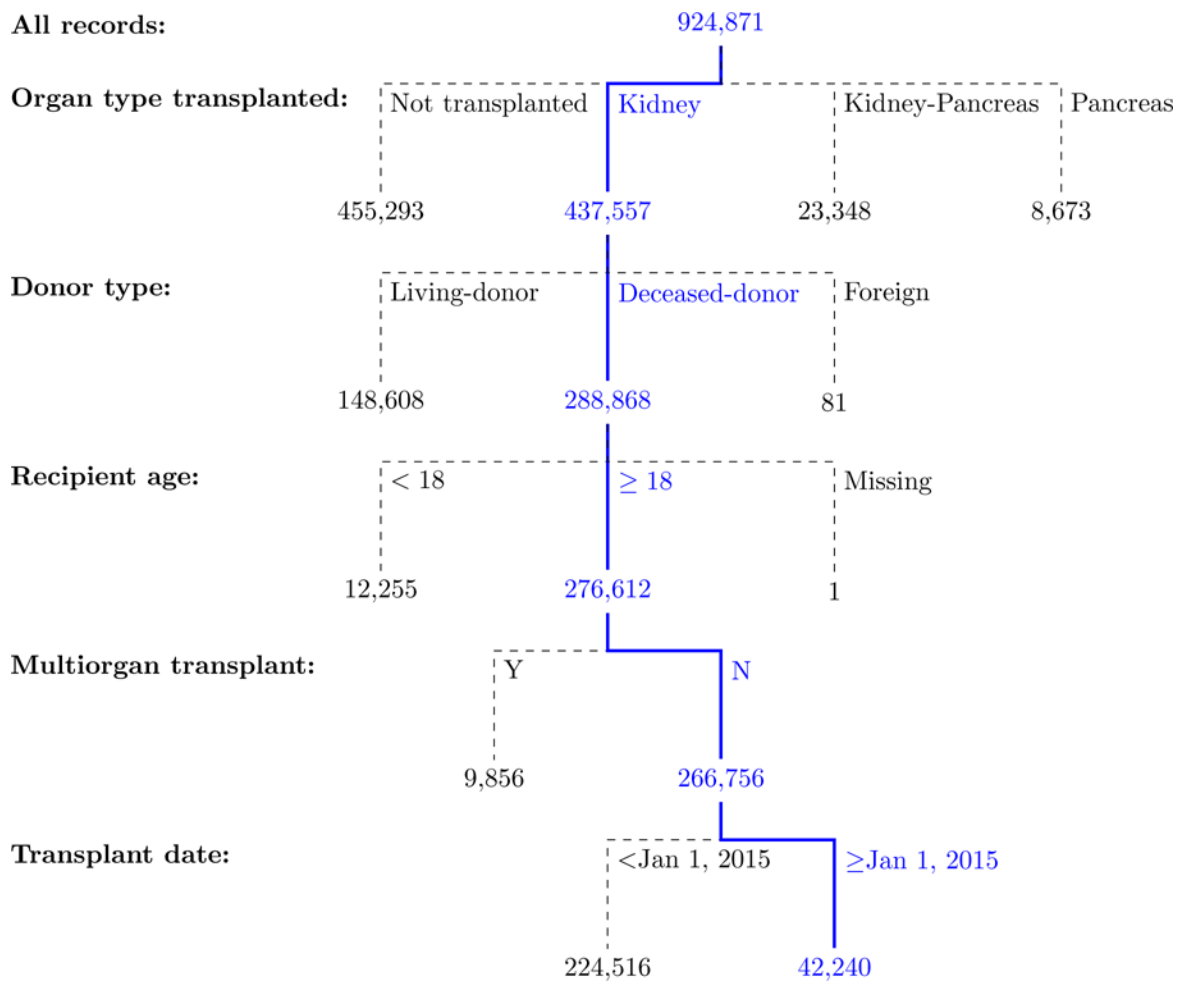 All records:
924,871
Organ type transplanted:
Not transplanted
Kidney
Kidney-Pancreas
Pancreas
455,293
437,557
23,348
8,673
Donor type:
Living-donor
Deceased-donor
Foreign
148,608
288,868
81
Recipient age:
< 18
≥ 18
Missing
12,255
276,612
1
Multiorgan transplant:
Y
N
9,856
266,756
Transplant date:
<Jan 1, 2015
≥Jan 1, 2015
224,516
42,240